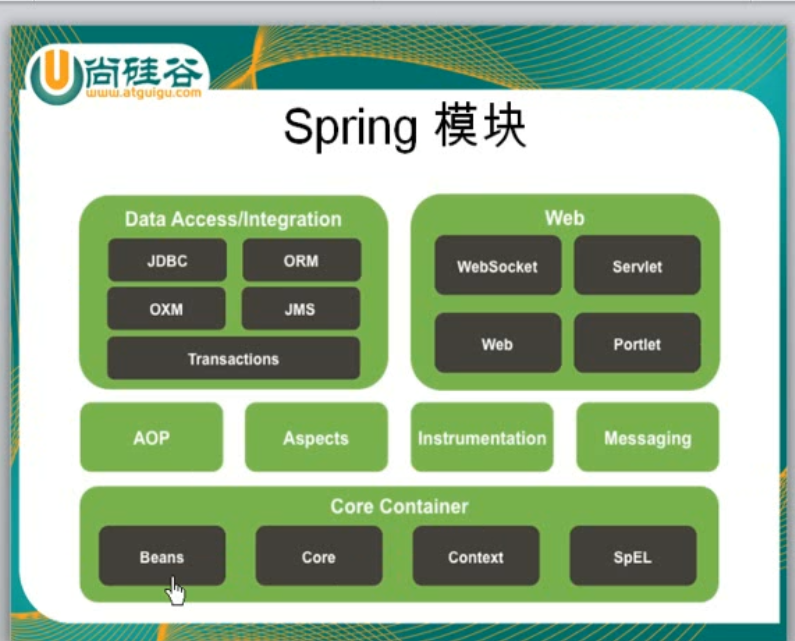 尚硅谷
www.atguigu.com
Spring 模块
Data Access/Integration
JDBC
ORM
OXM
JMS
Transactions
Web
WebSocket
Servlet
Web
Portlet
AOP
Aspects
Instrumentation
Messaging
Core Container
Beans
Core
Context
SpEL